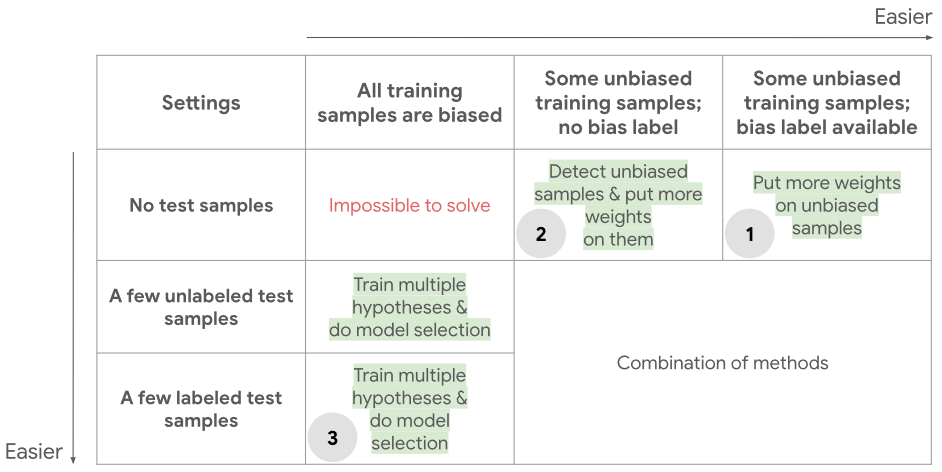 Easier
Settings
All training
samples are biased
Some unbiased
training samples;
no bias label
Some unbiased
training samples;
bias label available
No test samples
Impossible to solve
Detect unbiased
samples & put more
weights
on them
2
Put more weights
on unbiased
samples
1
A few unlabeled test
samples
Train multiple
hypotheses &
do model selection
Combination of methods
A few labeled test
samples
Train multiple
hypotheses &
do model
selection
3
Easier